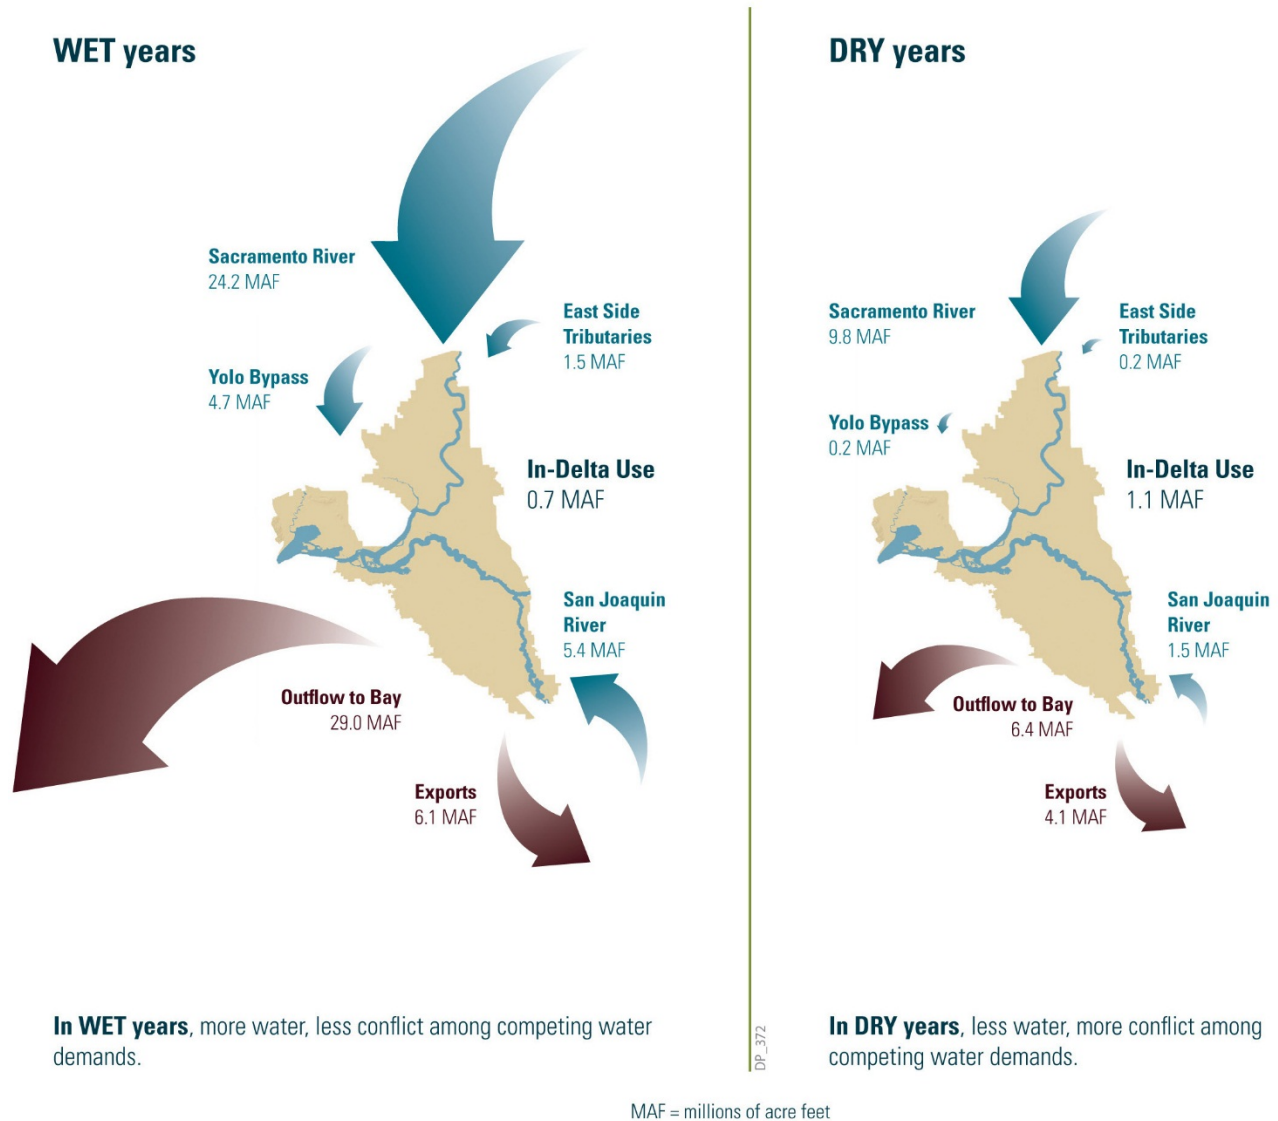 WET years
Sacramento River
24.2 MAF
East Side
Tributaries
1.5 MAF
Yolo Bypass
4.7 MAF
In-Delta Use
0.7 MAF
San Joaquin
River
5.4 MAF
Outflow to Bay
29.0 MAF
Exports
6.1 MAF
In WET years, more water, less conflict among competing water
demands.
DP_372
DRY years
Sacramento River
9.8 MAF
East Side
Tributaries
0.2 MAF
Yolo Bypass
0.2 MAF
In-Delta Use
1.1 MAF
San Joaquin
River
1.5 MAF
Outflow to Bay
6.4 MAF
Exports
4.1 MAF
In DRY years, less water, more conflict among
competing water demands.
MAF = millions of acre feet